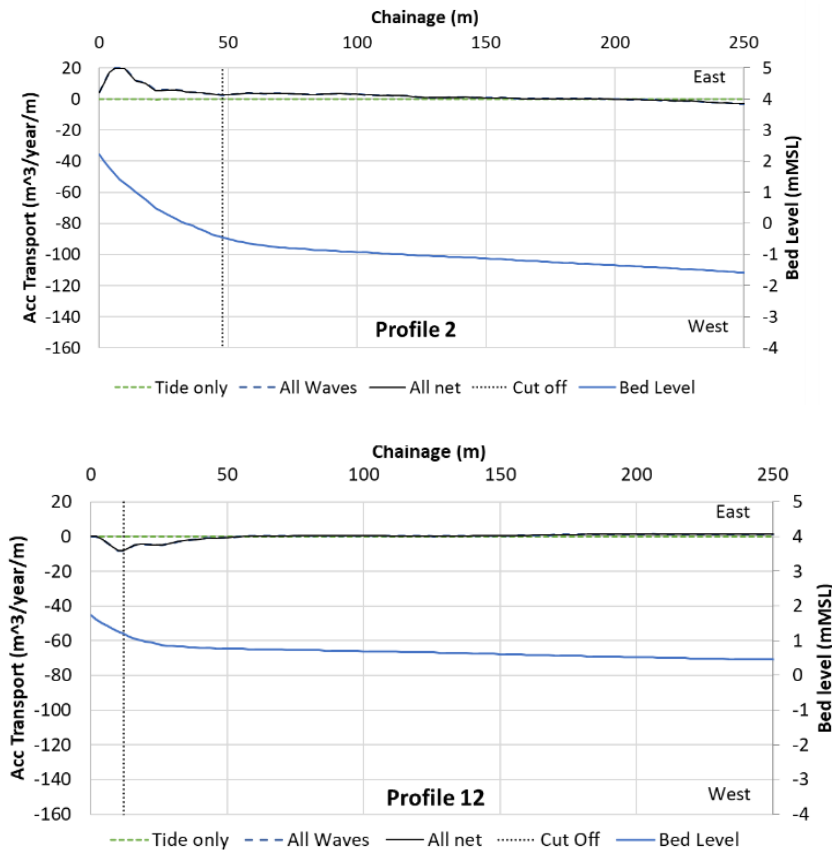 Chainage (m)
0 50 100 150 200 250
20 5
East
0 4
-20 3
-40 2
-60 1
-80 0
-100 -1
-120 -2
-140 -3
West
-160 -4
Acc Transport (m^3/year/m)
Bed Level (mMSL)
Profile 2
Tide only All Waves All net Cut off Bed Level
Chainage (m)
0 50 100 150 200 250
20 5
East
0 4
-20 3
-40 2
-60 1
-80 0
-100 -1
-120 -2
-140 -3
West
-160 -4
Acc Transport (m^3/year/m)
Bed level (mMSL)
Profile 12
Tide only All Waves All net Cut Off Bed Level